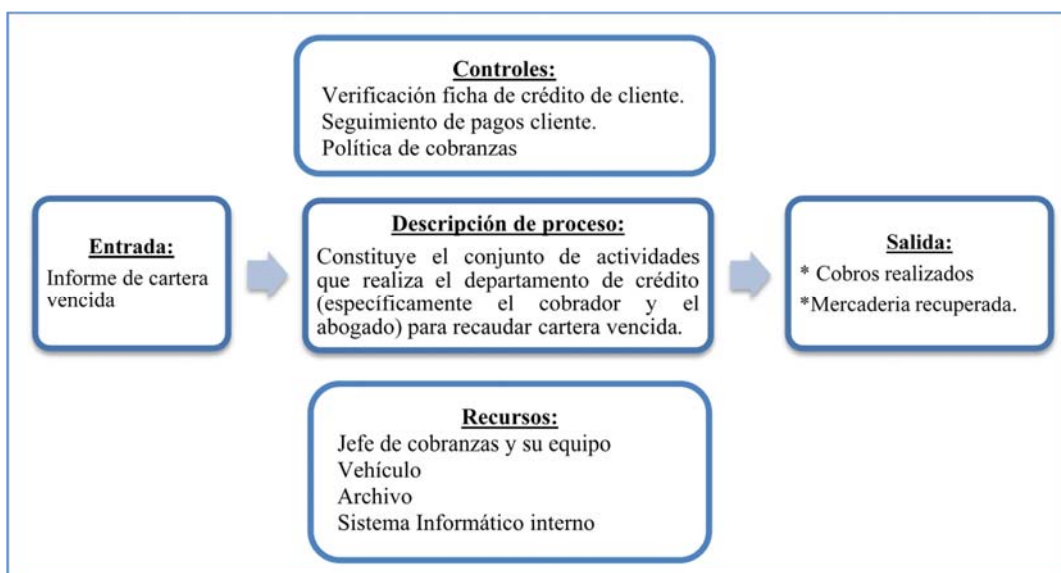 Controles:
Verificación ficha de crédito de cliente.
Seguimiento de pagos cliente.
Política de cobranzas
Entrada:
Informe de cartera
vencida
Descripción de proceso:
Constituye el conjunto de actividades
que realiza el departamento de crédito
(específicamente el cobrador y el
abogado) para recaudar cartera vencida.
Salida:
* Cobros realizados
*Mercaderia recuperada.
Recursos:
Jefe de cobranzas y su equipo
Vehículo
Archivo
Sistema Informático interno